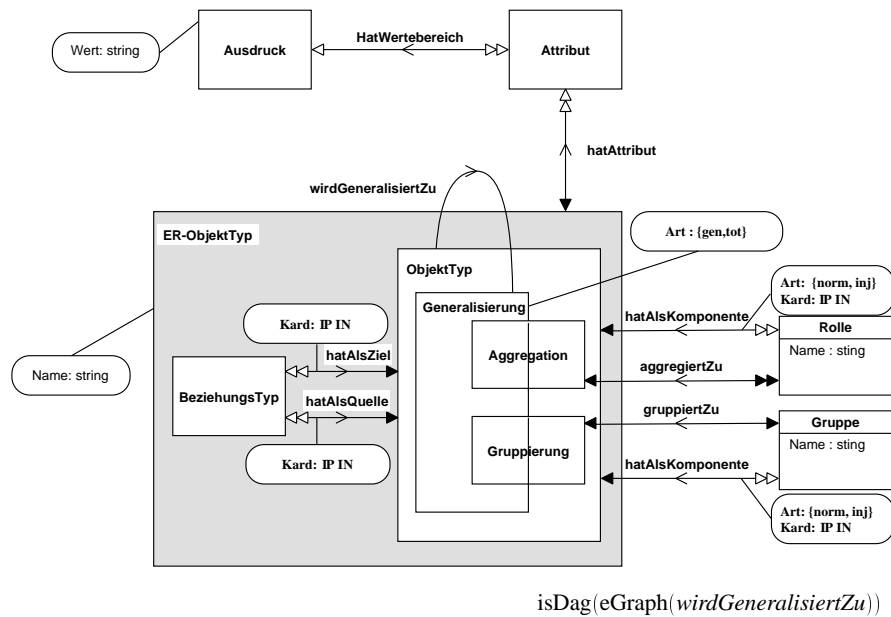 Wert: string
Ausdruck
HatWertebereich
Attribut
hatAttribut
wirdGeneralisiertZu
ER-ObjektTyp
Art : {gen,tot}
ObjektTyp
Generalisierung
hatAlsKomponente
Art: {norm, inj}
Kard: IP IN
Rolle
Name : sting
Kard: IP IN
hatAlsZiel
Aggregation
aggregiertZu
Name: string
BeziehungsTyp
hatAlsQuelle
gruppiertZu
Gruppe
Name : sting
Kard: IP IN
Gruppierung
hatAlsKomponente
Art: {norm, inj}
Kard: IP IN
isDag(eGraph(wirdGeneralisiertZu))